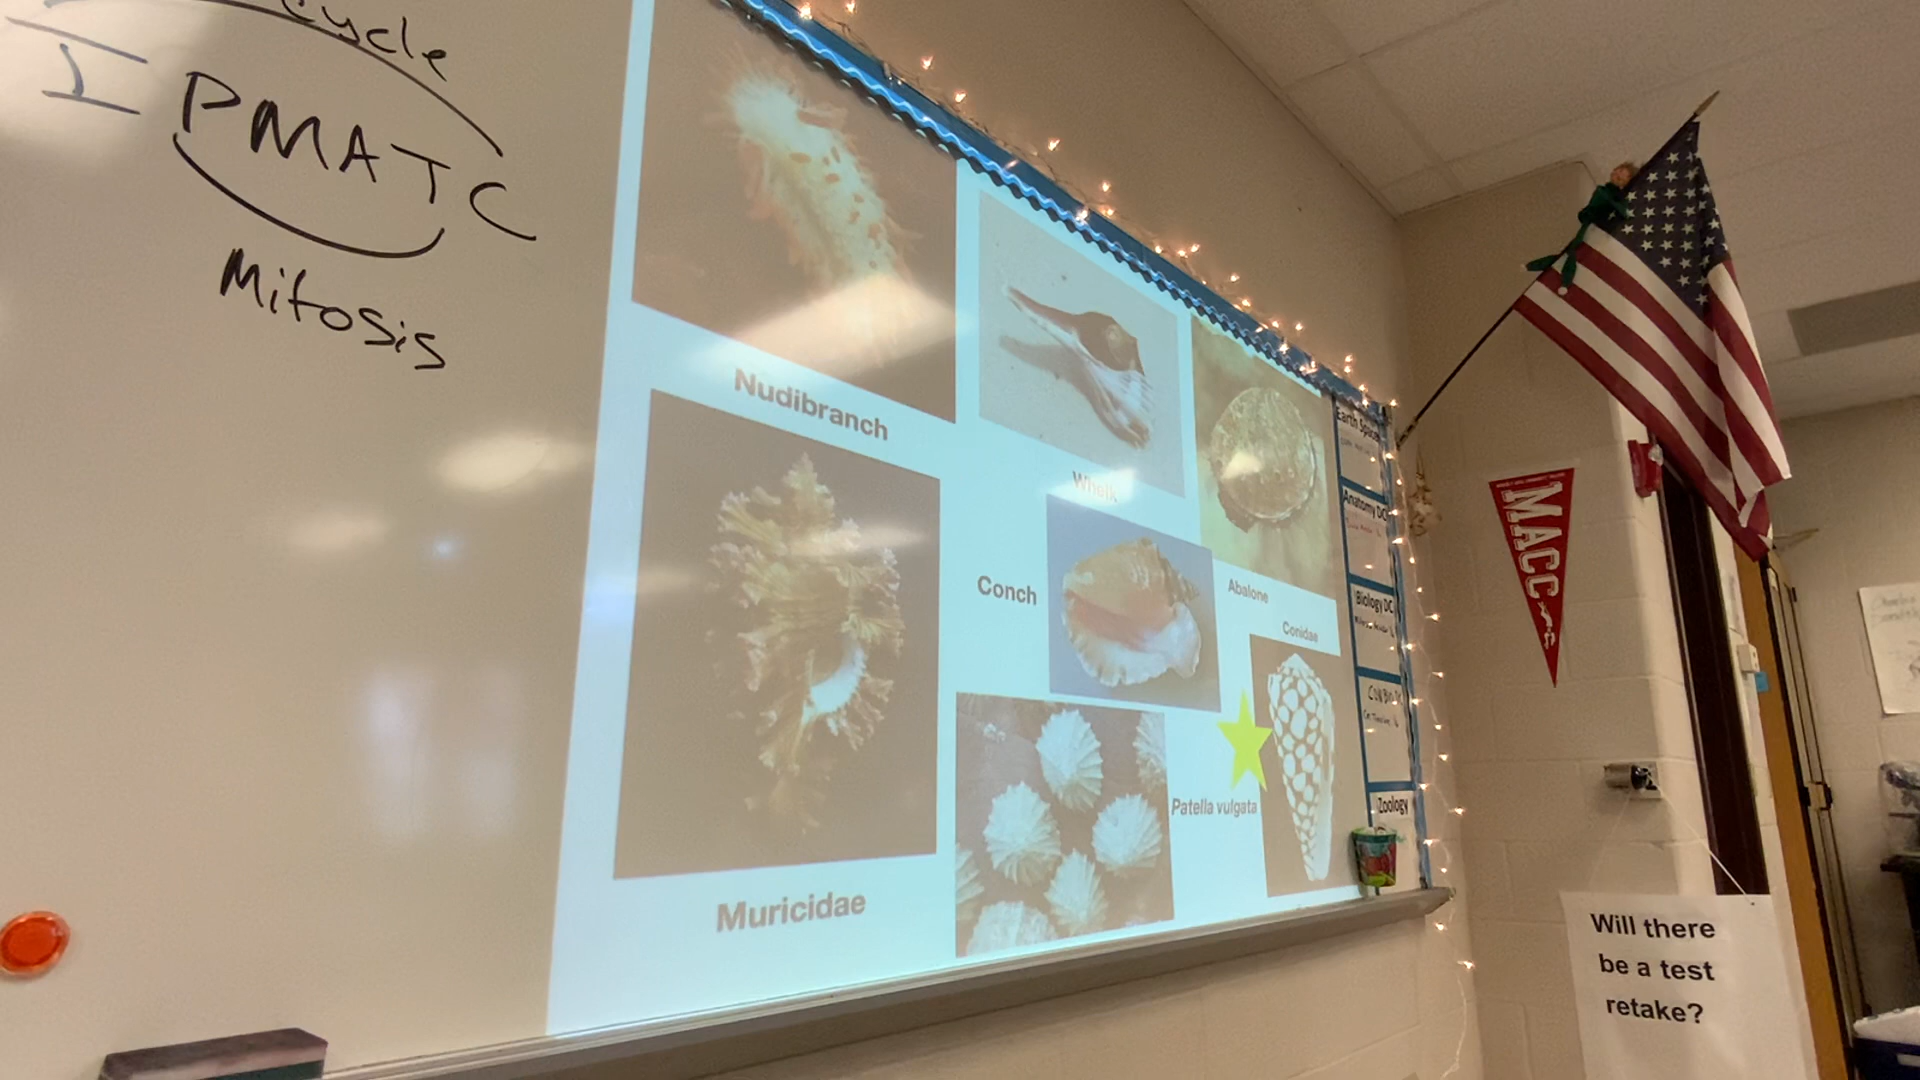 Cycle
I PMAT C
Mitosis
Nudibranch
Whelk
Abalone
Conch
Conidae
Patella vulgata
Muricidae
Earth Space
Anatomy DC
Biology DC
Zoology
MACC
Will there
be a test
retake?